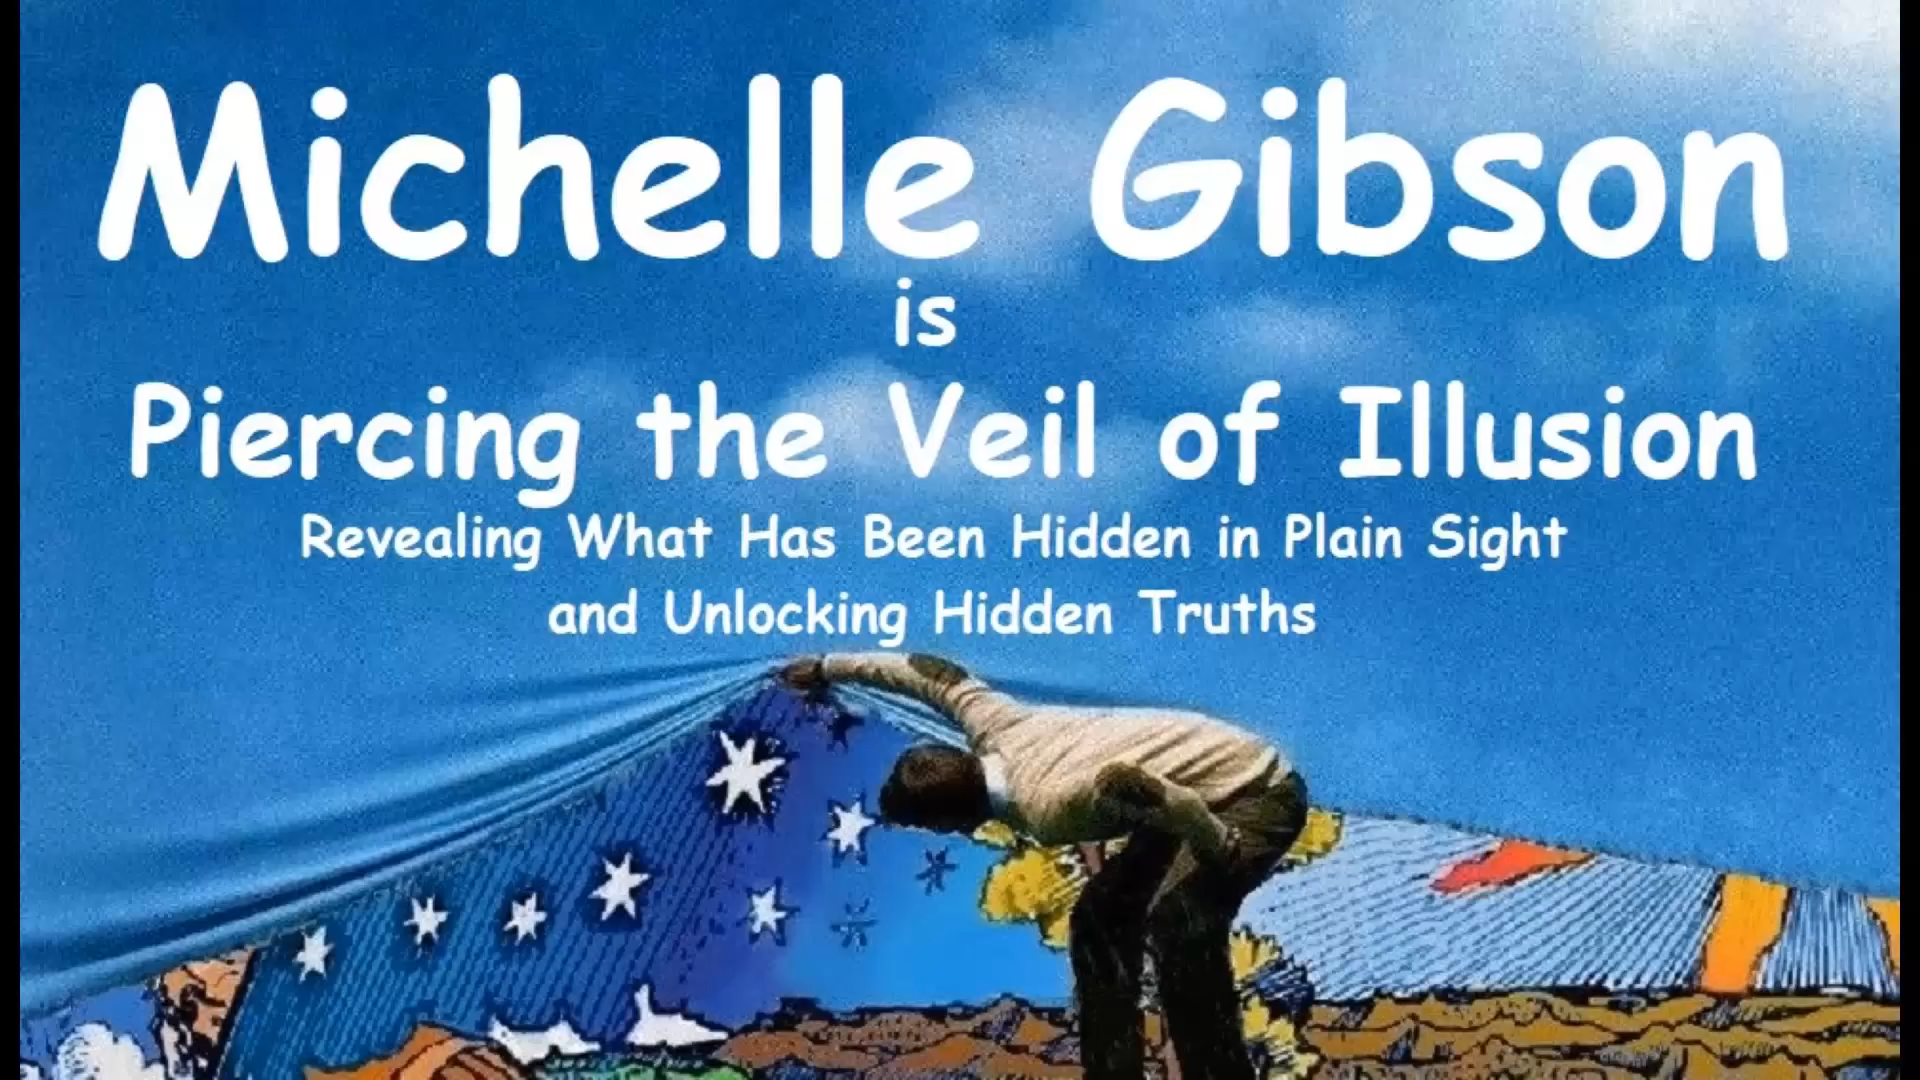 Michelle Gibson
is
Piercing the Veil of Illusion
Revealing What Has Been Hidden in Plain Sight
and Unlocking Hidden Truths